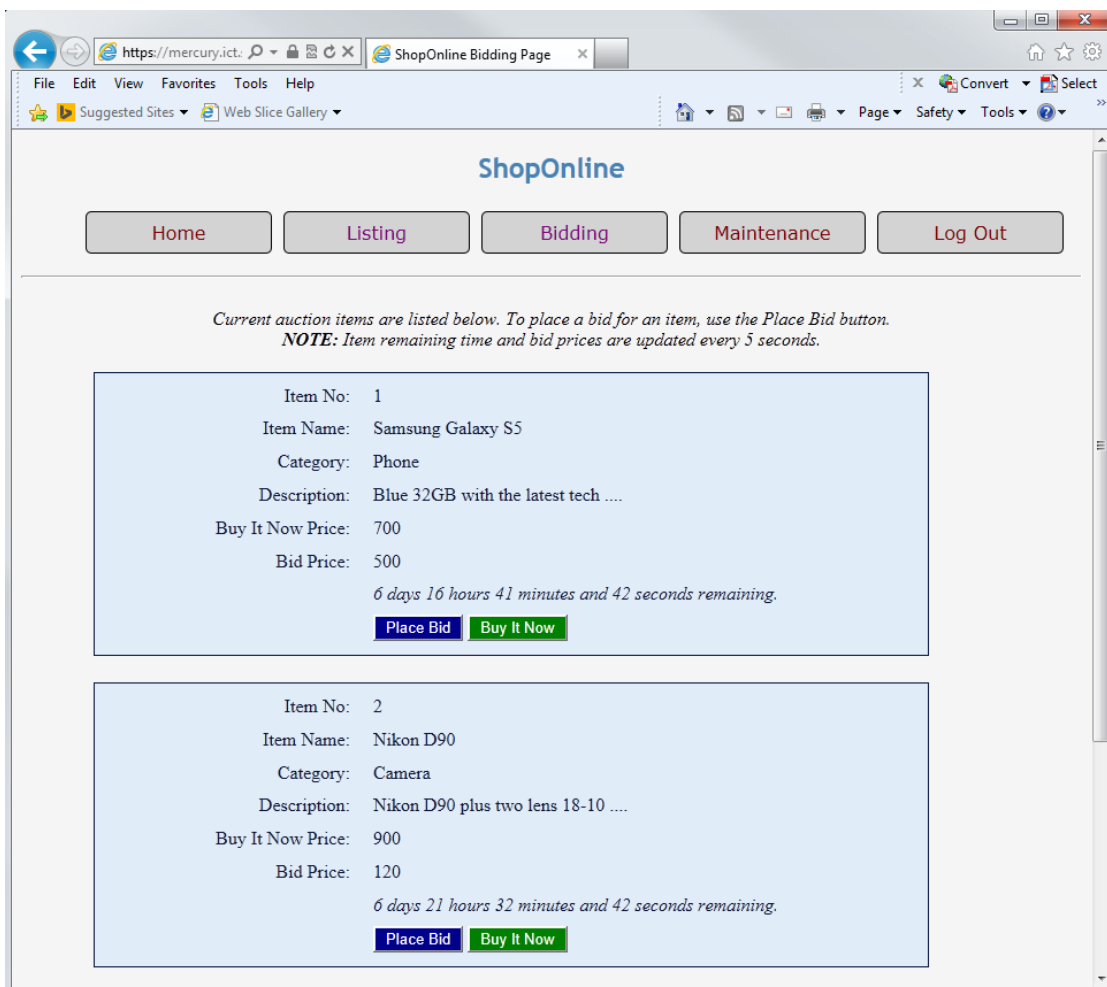 https://mercury.ict.:
ShopOnline Bidding Page
File Edit View Favorites Tools Help
Convert Select
Suggested Sites Web Slice Gallery
Page Safety Tools
ShopOnline
Home Listing Bidding Maintenance Log Out
Current auction items are listed below. To place a bid for an item, use the Place Bid button.
NOTE: Item remaining time and bid prices are updated every 5 seconds.
Item No: 1
Item Name: Samsung Galaxy S5
Category: Phone
Description: Blue 32GB with the latest tech ....
Buy It Now Price: 700
Bid Price: 500
6 days 16 hours 41 minutes and 42 seconds remaining.
Place Bid Buy It Now
Item No: 2
Item Name: Nikon D90
Category: Camera
Description: Nikon D90 plus two lens 18-10 ....
Buy It Now Price: 900
Bid Price: 120
6 days 21 hours 32 minutes and 42 seconds remaining.
Place Bid Buy It Now